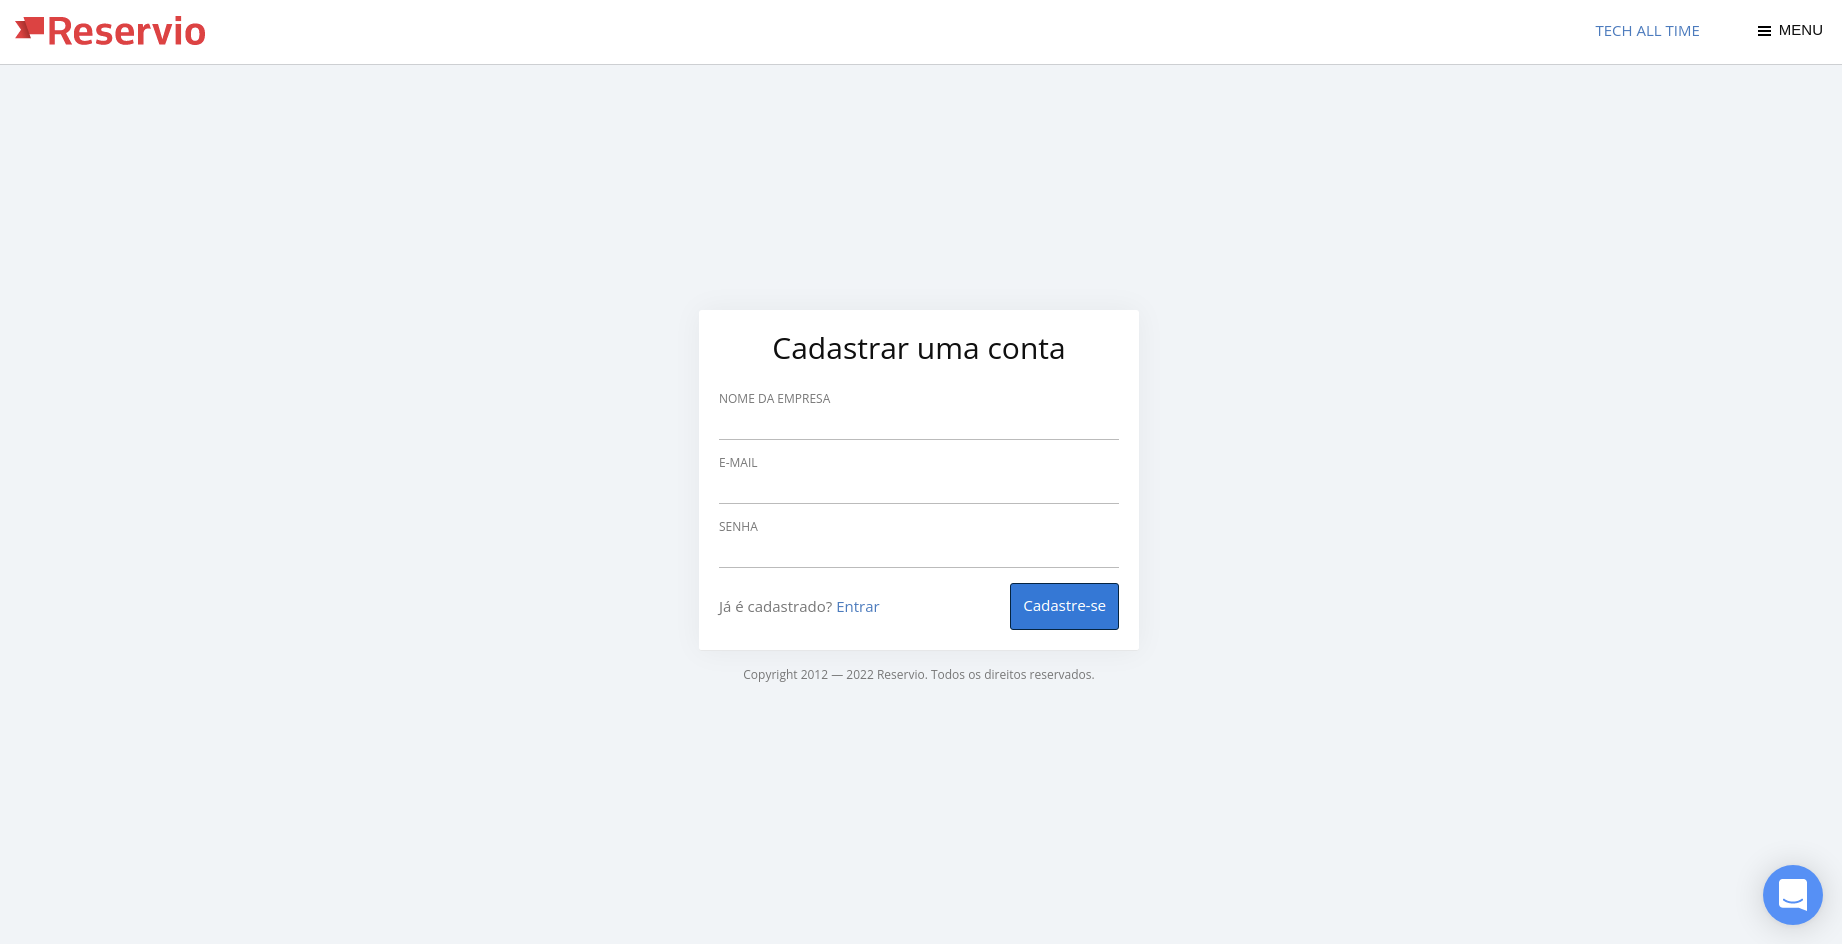 Reservio
TECH ALL TIME
MENU
Cadastrar uma conta
NOME DA EMPRESA
E-MAIL
SENHA
Já é cadastrado? Entrar
Cadastre-se
Copyright 2012 — 2022 Reservio. Todos os direitos reservados.